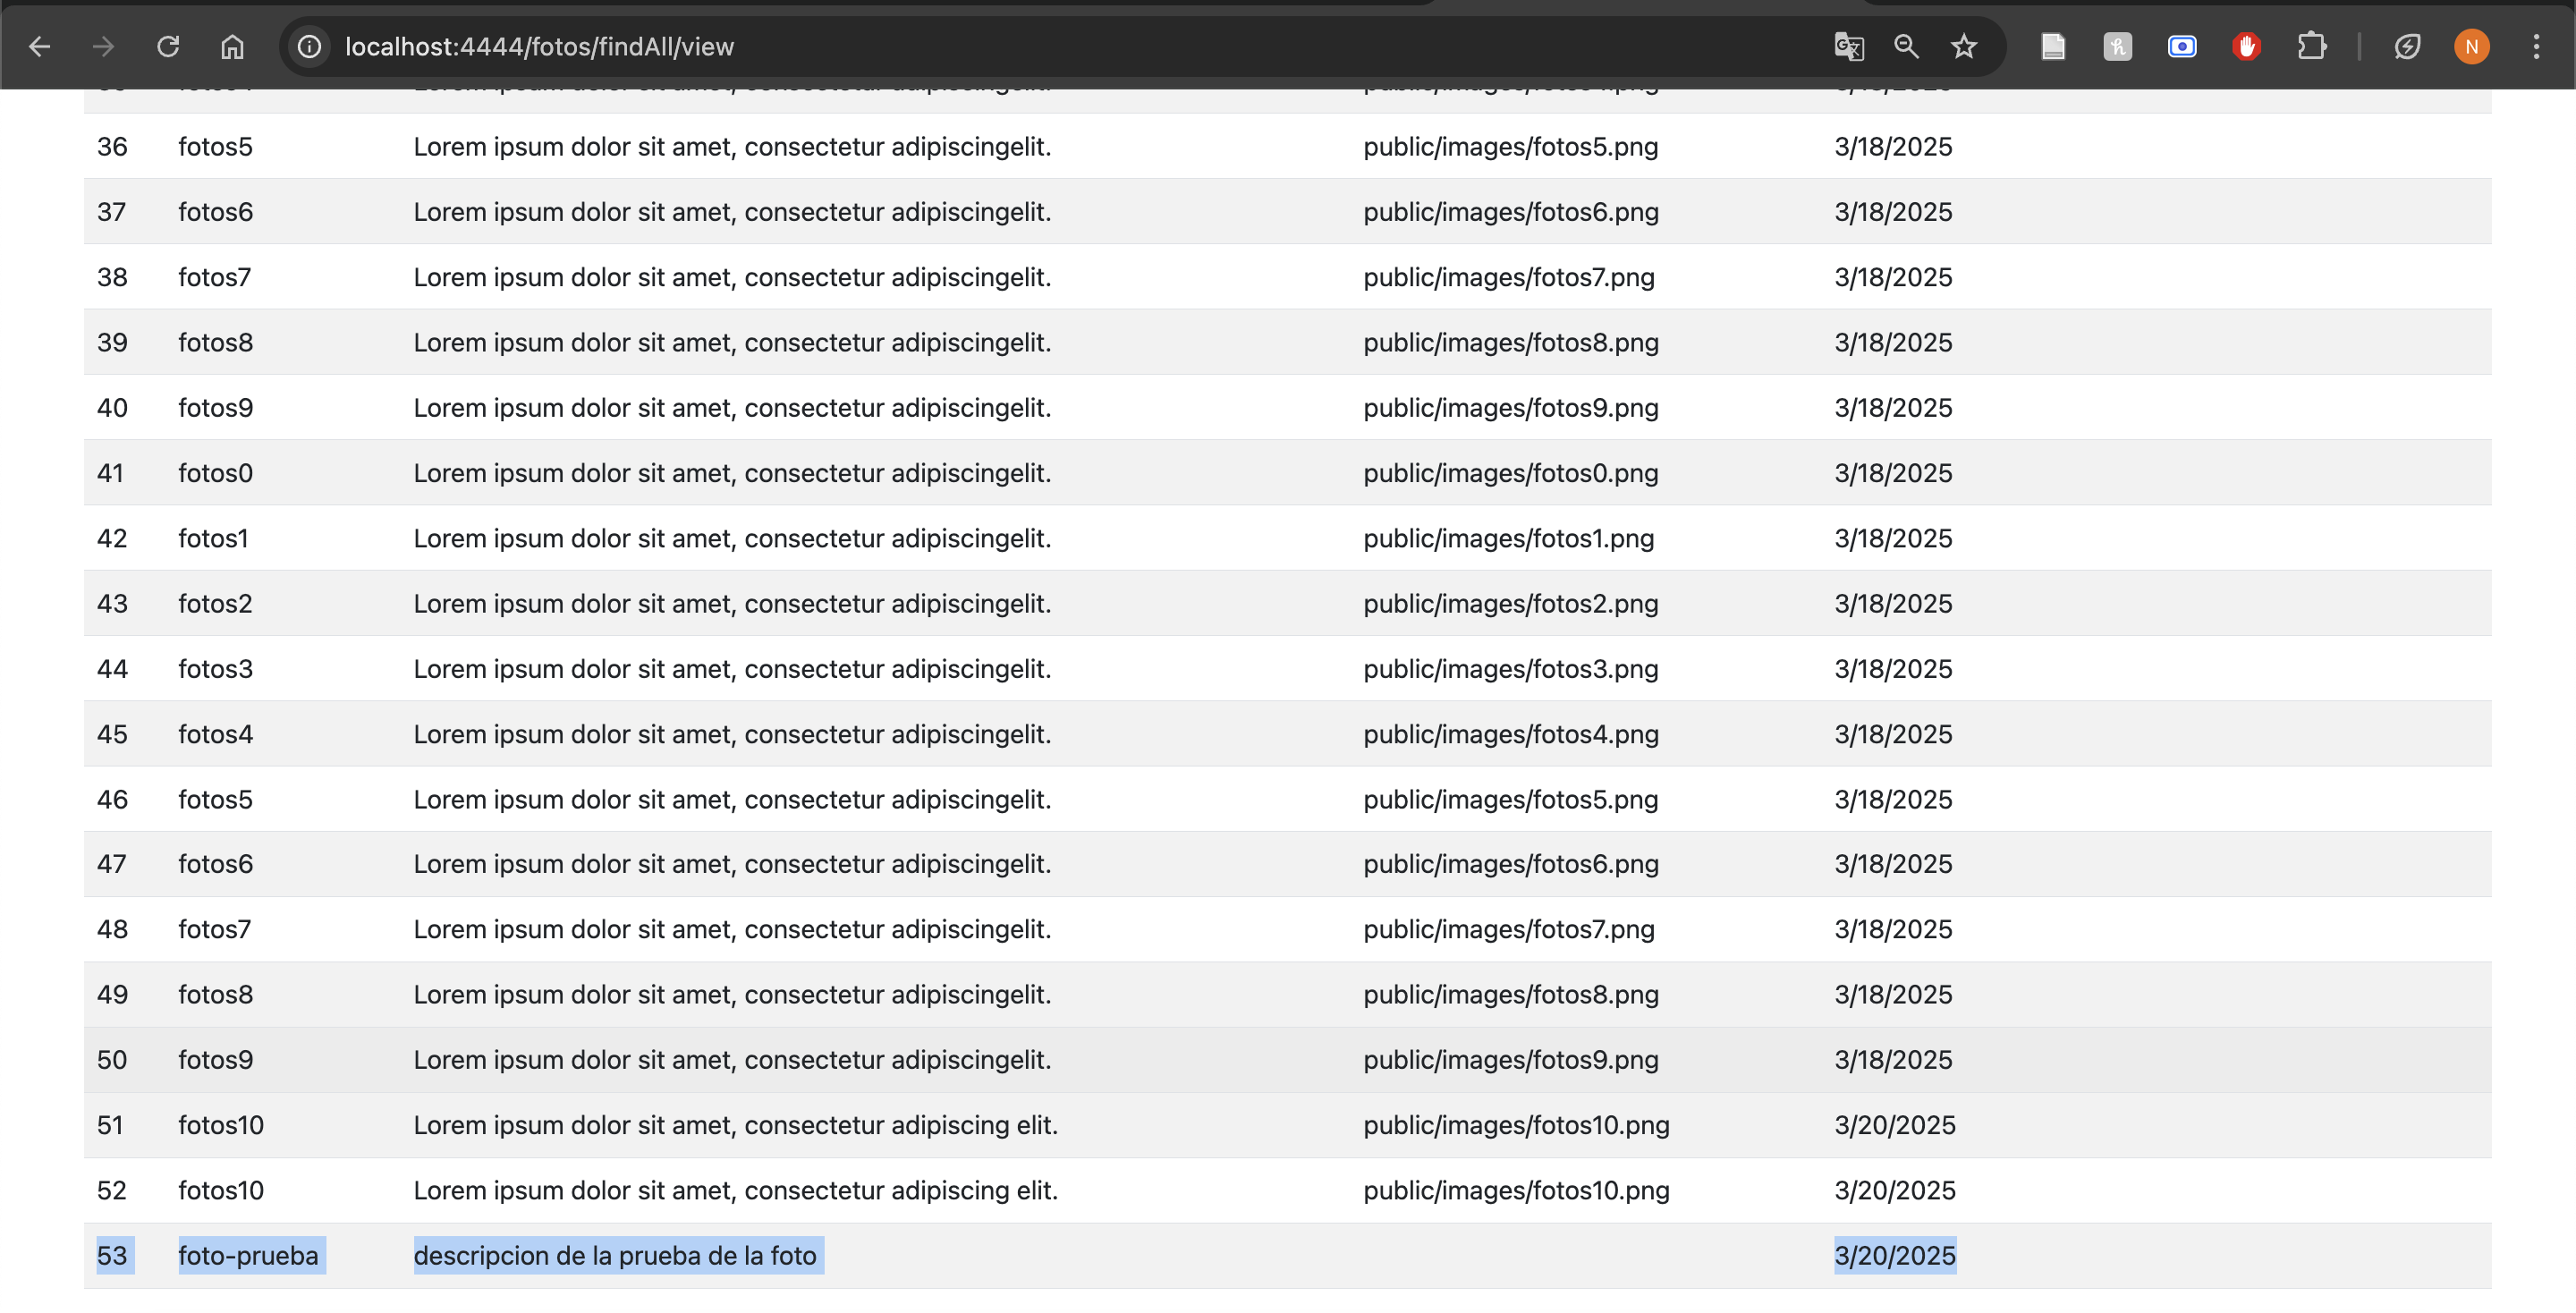 localhost:4444/fotos/findAll/view
N
36 fotos5 Lorem ipsum dolor sit amet, consectetur adipiscingelit. public/images/fotos5.png 3/18/2025
37 fotos6 Lorem ipsum dolor sit amet, consectetur adipiscingelit. public/images/fotos6.png 3/18/2025
38 fotos7 Lorem ipsum dolor sit amet, consectetur adipiscingelit. public/images/fotos7.png 3/18/2025
39 fotos8 Lorem ipsum dolor sit amet, consectetur adipiscingelit. public/images/fotos8.png 3/18/2025
40 fotos9 Lorem ipsum dolor sit amet, consectetur adipiscingelit. public/images/fotos9.png 3/18/2025
41 fotos0 Lorem ipsum dolor sit amet, consectetur adipiscingelit. public/images/fotos0.png 3/18/2025
42 fotos1 Lorem ipsum dolor sit amet, consectetur adipiscingelit. public/images/fotos1.png 3/18/2025
43 fotos2 Lorem ipsum dolor sit amet, consectetur adipiscingelit. public/images/fotos2.png 3/18/2025
44 fotos3 Lorem ipsum dolor sit amet, consectetur adipiscingelit. public/images/fotos3.png 3/18/2025
45 fotos4 Lorem ipsum dolor sit amet, consectetur adipiscingelit. public/images/fotos4.png 3/18/2025
46 fotos5 Lorem ipsum dolor sit amet, consectetur adipiscingelit. public/images/fotos5.png 3/18/2025
47 fotos6 Lorem ipsum dolor sit amet, consectetur adipiscingelit. public/images/fotos6.png 3/18/2025
48 fotos7 Lorem ipsum dolor sit amet, consectetur adipiscingelit. public/images/fotos7.png 3/18/2025
49 fotos8 Lorem ipsum dolor sit amet, consectetur adipiscingelit. public/images/fotos8.png 3/18/2025
50 fotos9 Lorem ipsum dolor sit amet, consectetur adipiscingelit. public/images/fotos9.png 3/18/2025
51 fotos10 Lorem ipsum dolor sit amet, consectetur adipiscing elit. public/images/fotos10.png 3/20/2025
52 fotos10 Lorem ipsum dolor sit amet, consectetur adipiscing elit. public/images/fotos10.png 3/20/2025
53 foto-prueba descripcion de la prueba de la foto 3/20/2025